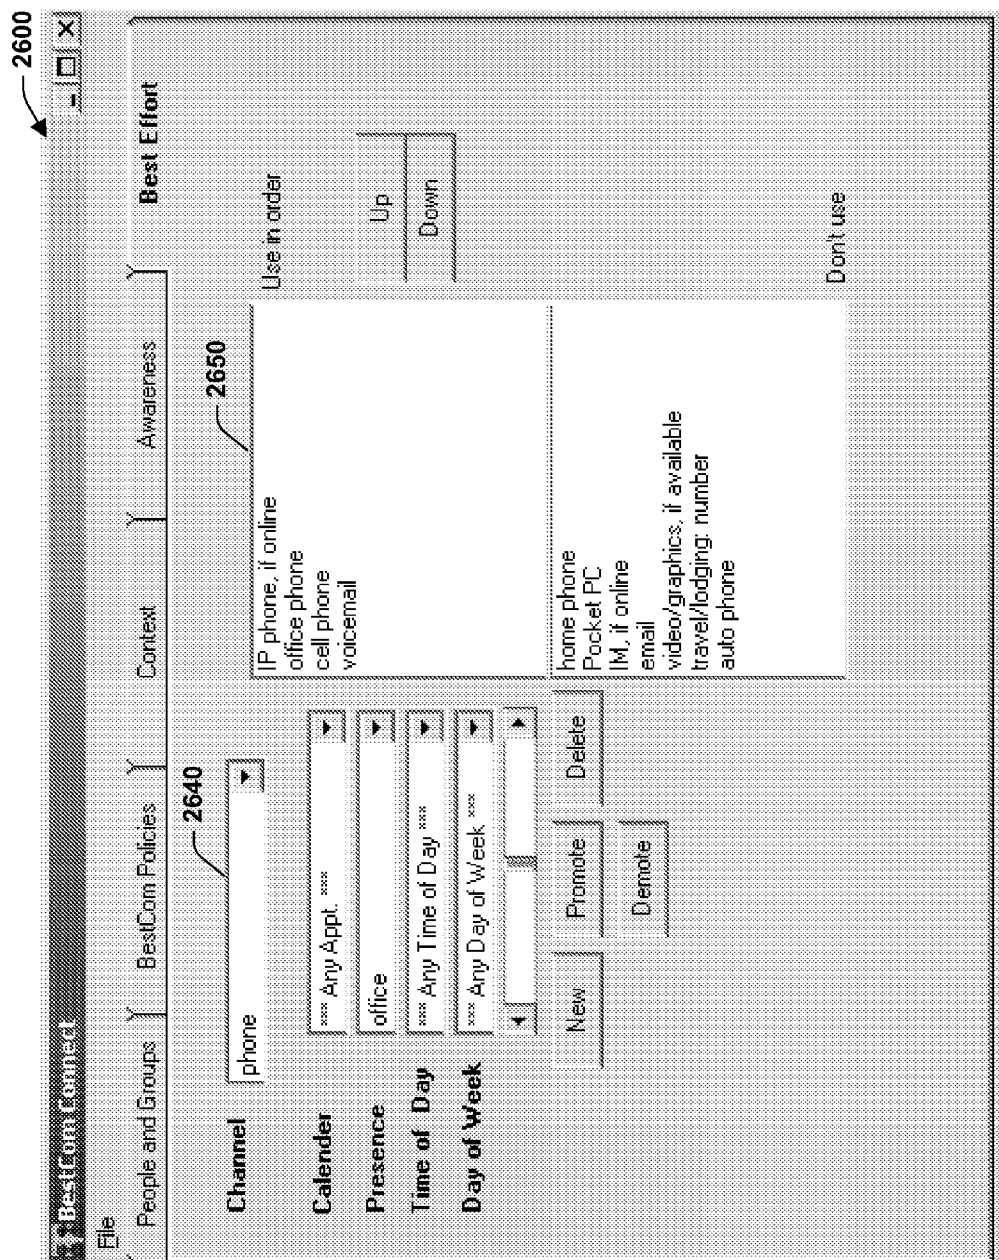 2600
BestCom Connect
File
People and Groups
BestCom Policies
Context
Awareness
Best Effort
Channel
phone
2640
2650
Calender
*** Any Appt. ***
Presence
office
Time of Day
*** Any Time of Day ***
Day of Week
*** Any Day of Week ***
New
Promote
Delete
Demote
IP phone, if online
office phone
cell phone
voicemail
Use in order
Up
Down
home phone
Pocket PC
IM, if online
email
video/graphics, if available
travel/lodging: number
auto phone
Don't use